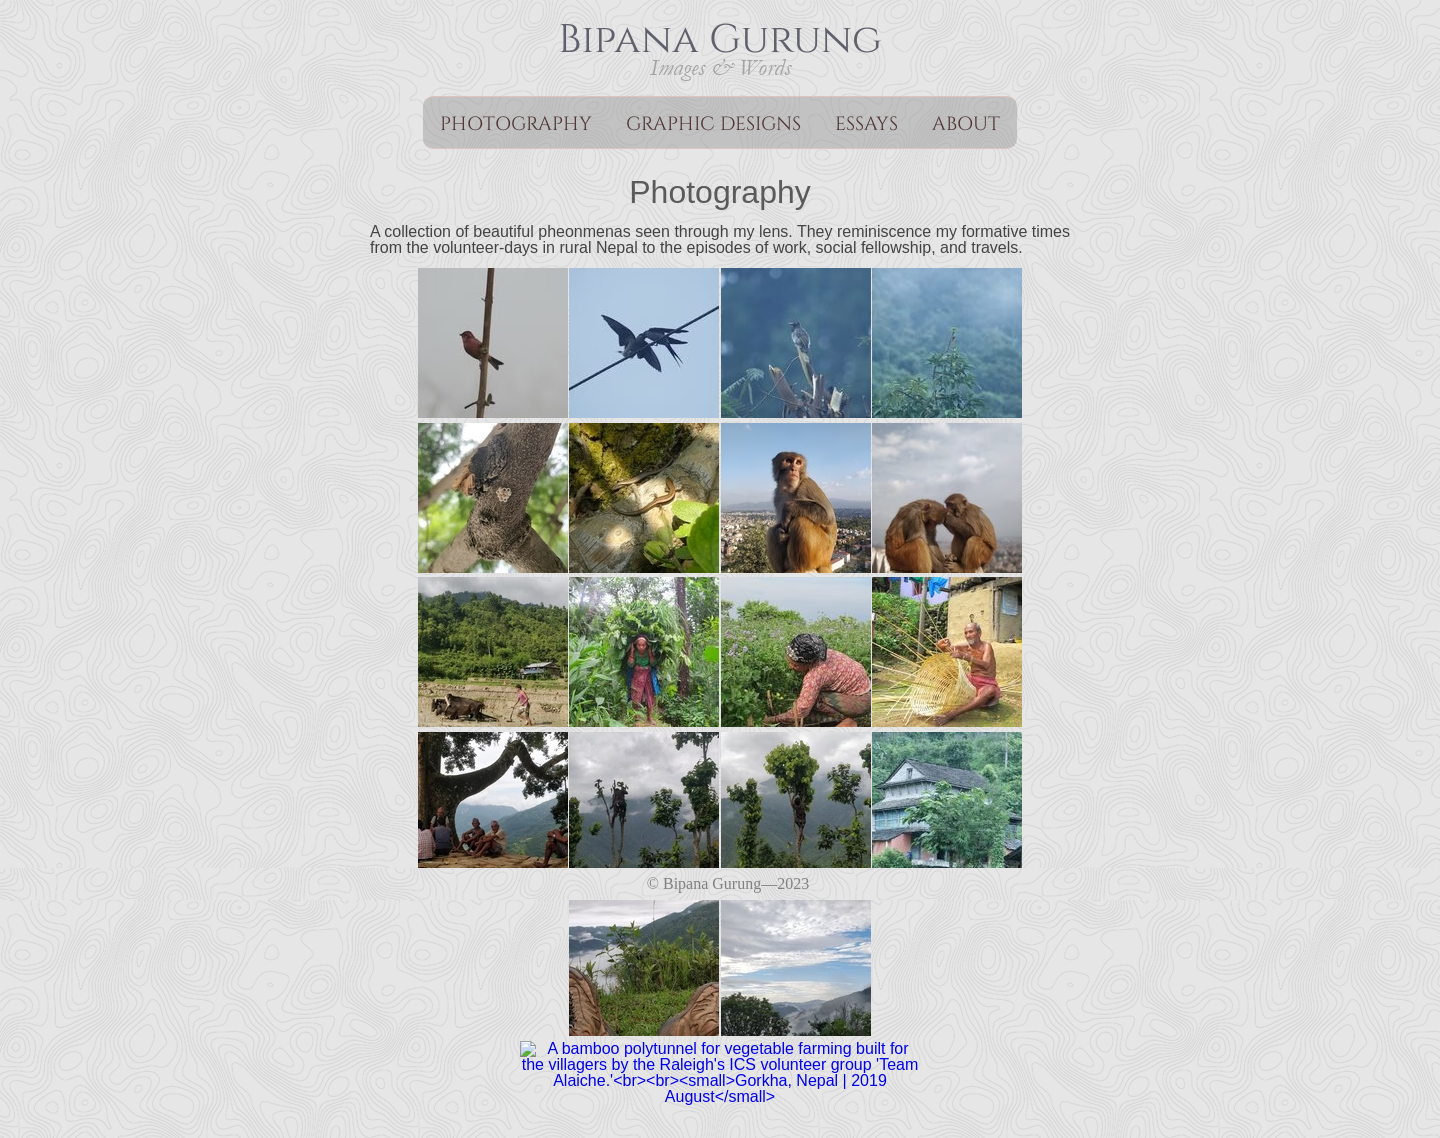 Bipana Gurung
Images & Words
PHOTOGRAPHY GRAPHIC DESIGNS ESSAYS ABOUT
Photography
A collection of beautiful pheonmenas seen through my lens. They reminiscence my formative times
from the volunteer-days in rural Nepal to the episodes of work, social fellowship, and travels.
© Bipana Gurung—2023
A bamboo polytunnel for vegetable farming built for
the villagers by the Raleigh's ICS volunteer group 'Team
Alaiche.'<br><br><small>Gorkha, Nepal | 2019
August</small>